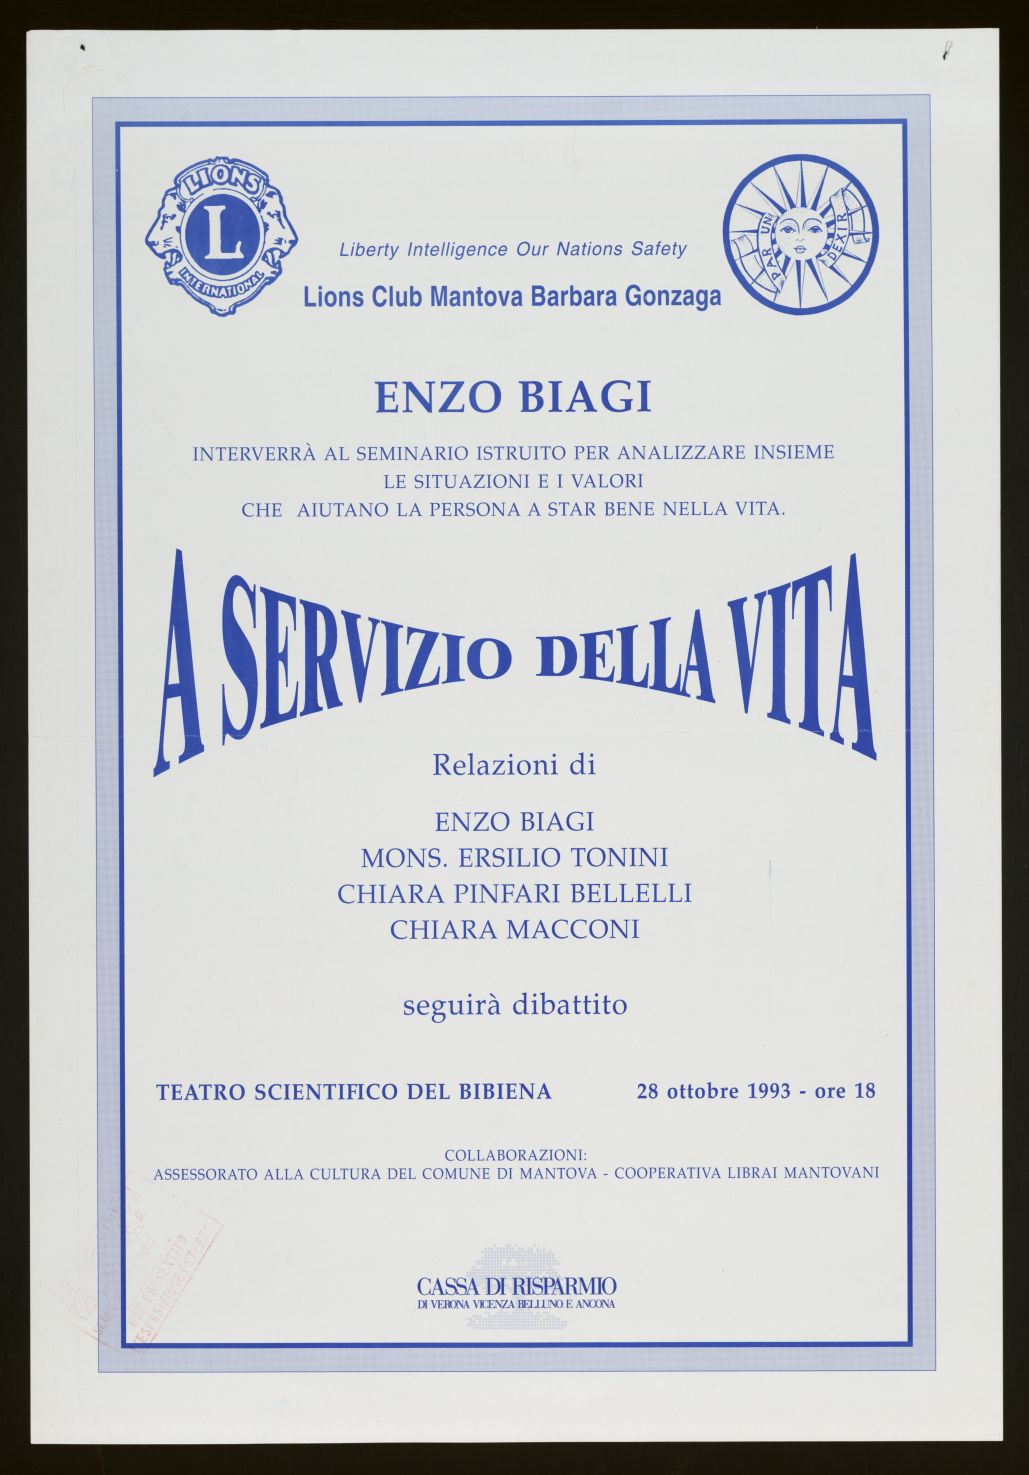 LIONS
L
INTERNATIONAL
PAR UN
DEXIR
Liberty Intelligence Our Nations Safety
Lions Club Mantova Barbara Gonzaga
ENZO BIAGI
INTERVERRÀ AL SEMINARIO ISTRUITO PER ANALIZZARE INSIEME
LE SITUAZIONI E I VALORI
CHE AIUTANO LA PERSONA A STAR BENE NELLA VITA.
A SERVIZIO DELLA VITA
Relazioni di
ENZO BIAGI
MONS. ERSILIO TONINI
CHIARA PINFARI BELLELLI
CHIARA MACCONI
seguirà dibattito
TEATRO SCIENTIFICO DEL BIBIENA 28 ottobre 1993 - ore 18
COLLABORAZIONI:
ASSESSORATO ALLA CULTURA DEL COMUNE DI MANTOVA - COOPERATIVA LIBRAI MANTOVANI
CASSA DI RISPARMIO
DI VERONA VICENZA BELLUNO E ANCONA